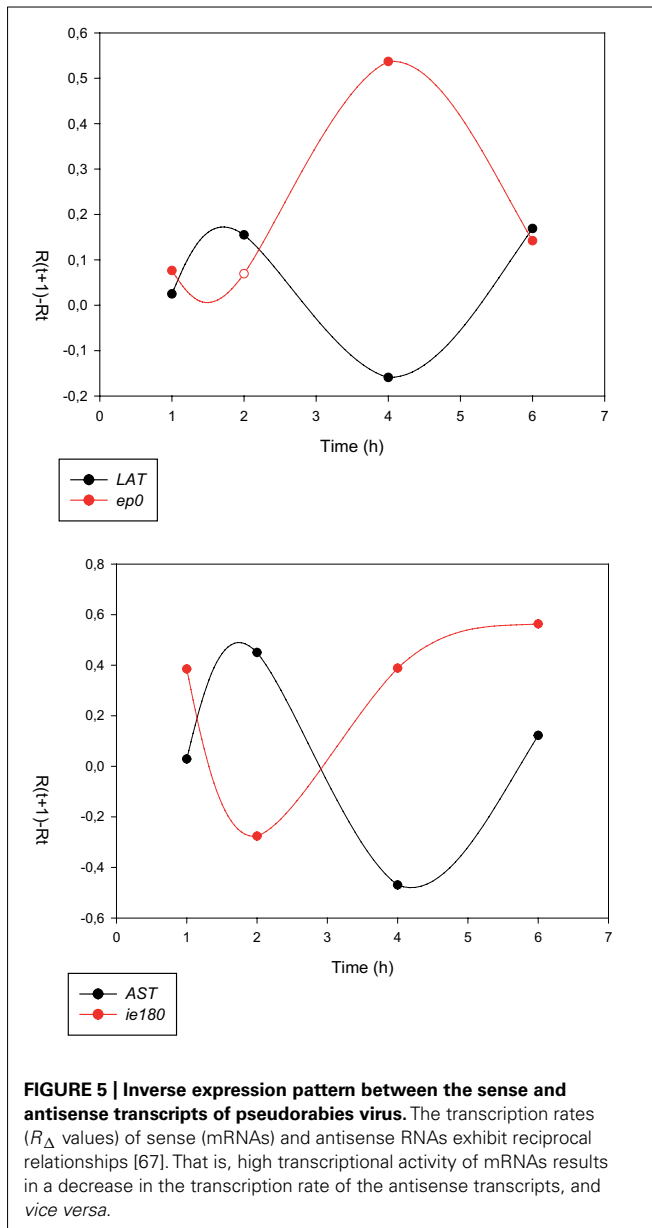 0,6
0,5
0,4
0,3
0,2
0,1
0,0
-0,1
-0,2
R(t+1)-Rt
0 1 2 3 4 5 6 7
Time (h)
LAT
ep0
0,8
0,6
0,4
0,2
0,0
-0,2
-0,4
-0,6
R(t+1)-Rt
0 1 2 3 4 5 6 7
Time (h)
AST
ie180
FIGURE 5 | Inverse expression pattern between the sense and
antisense transcripts of pseudorabies virus. The transcription rates
(RΔ values) of sense (mRNAs) and antisense RNAs exhibit reciprocal
relationships [67]. That is, high transcriptional activity of mRNAs results
in a decrease in the transcription rate of the antisense transcripts, and
vice versa.